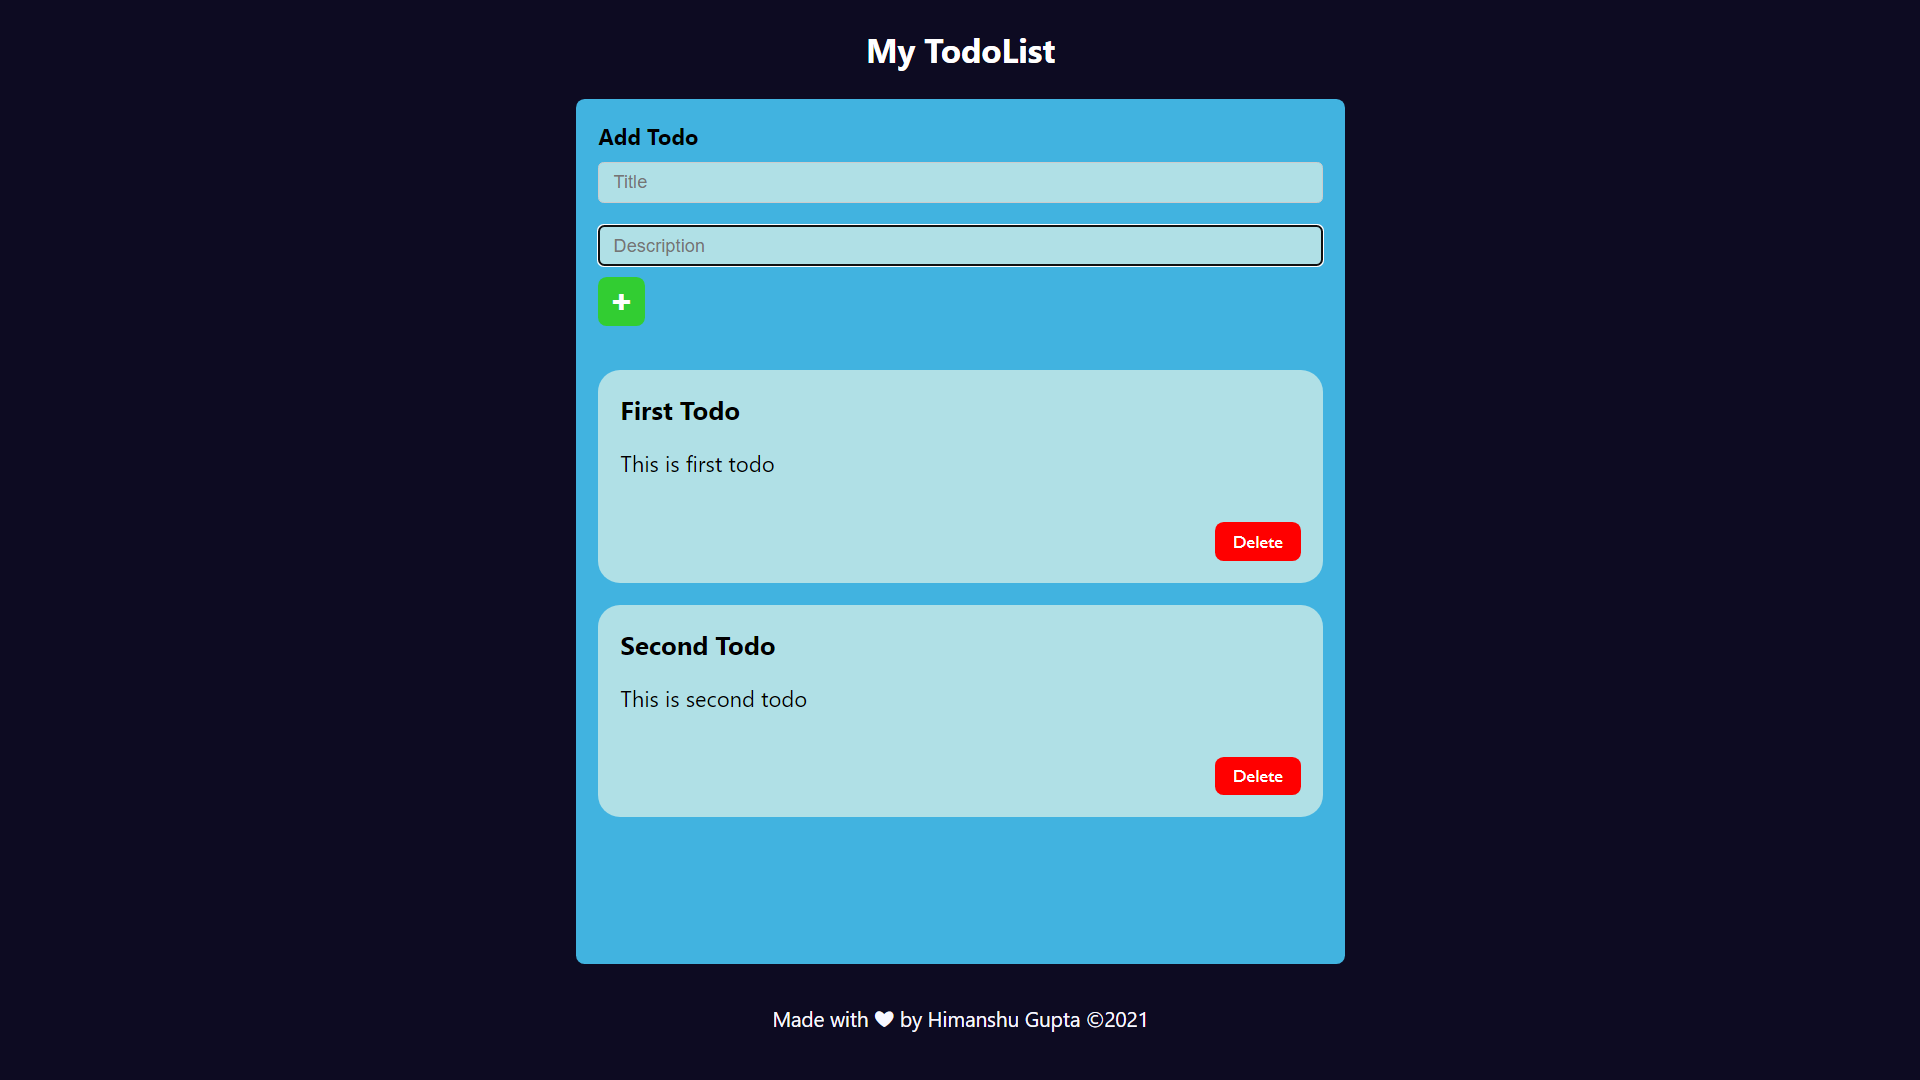 My TodoList
Add Todo
Title
Description
+
First Todo
This is first todo
Delete
Second Todo
This is second todo
Delete
Made with ♥ by Himanshu Gupta ©2021